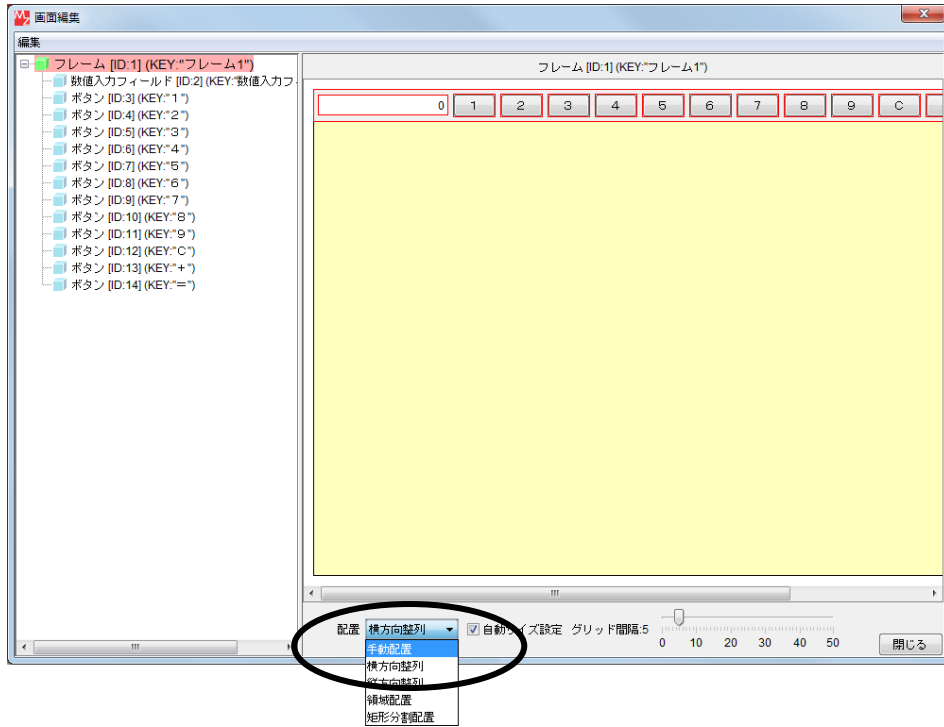 画面編集
編集
フレーム [ID:1] (KEY:"フレーム1")
数値入力フィールド [ID:2] (KEY:"数値入力フ
ボタン [ID:3] (KEY:"１")
ボタン [ID:4] (KEY:"２")
ボタン [ID:5] (KEY:"３")
ボタン [ID:6] (KEY:"４")
ボタン [ID:7] (KEY:"５")
ボタン [ID:8] (KEY:"６")
ボタン [ID:9] (KEY:"７")
ボタン [ID:10] (KEY:"８")
ボタン [ID:11] (KEY:"９")
ボタン [ID:12] (KEY:"Ｃ")
ボタン [ID:13] (KEY:"＋")
ボタン [ID:14] (KEY:"＝")
フレーム [ID:1] (KEY:"フレーム1")
0 １ ２ ３ ４ ５ ６ ７ ８ ９ Ｃ
配置 横方向整列 自動サイズ設定 グリッド間隔:5
0 10 20 30 40 50
閉じる
手動配置
横方向整列
縦方向整列
領域配置
矩形分割配置